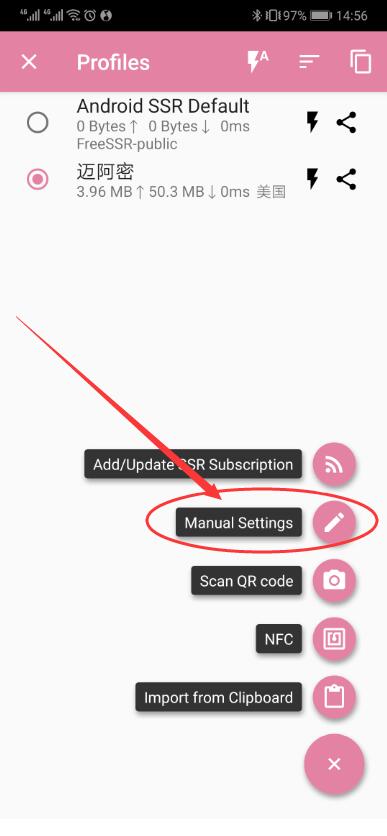 4G 4G 97% 14:56
Profiles A
Android SSR Default
0 Bytes↑ 0 Bytes↓ 0ms
FreeSSR-public
迈阿密
3.96 MB↑50.3 MB↓0ms 美国
Add/Update SSR Subscription
Manual Settings
Scan QR code
NFC
Import from Clipboard